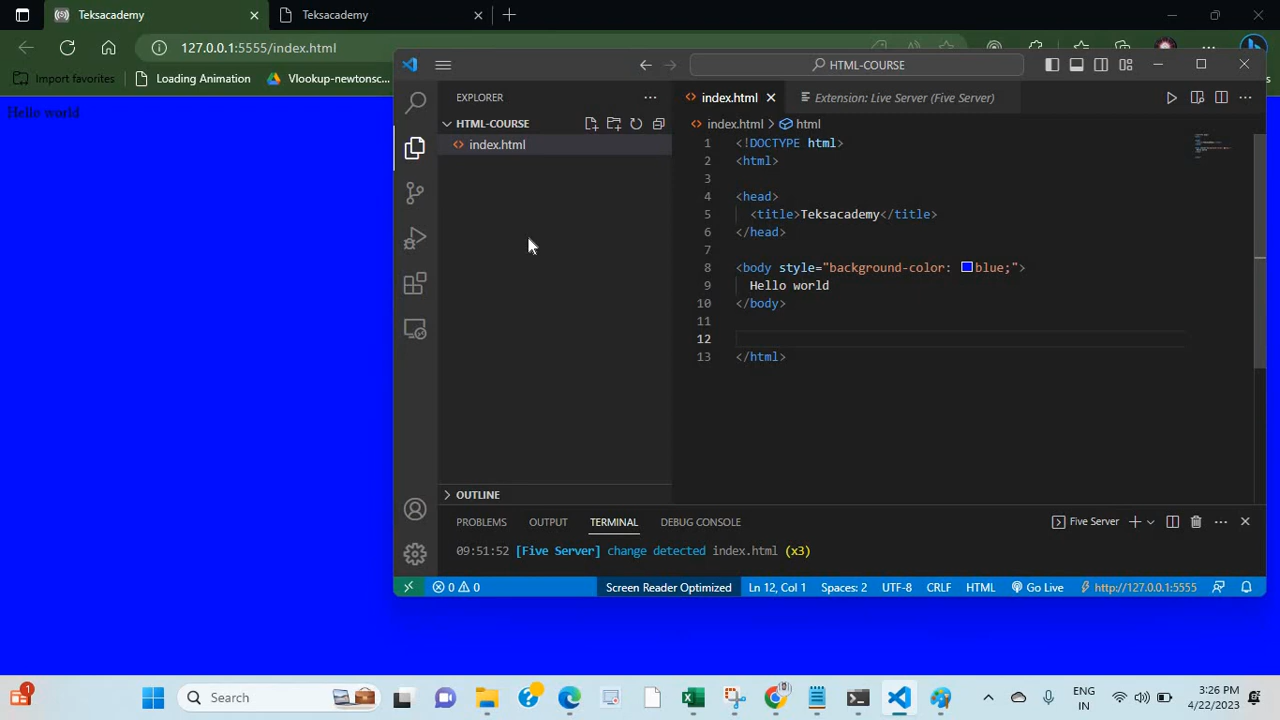 Teksacademy
Teksacademy
127.0.0.1:5555/index.html
Import favorites
Loading Animation
Vlookup-newtonsc...
Hello world
HTML-COURSE
EXPLORER
HTML-COURSE
index.html
OUTLINE
index.html
Extension: Live Server (Five Server)
index.html > html
1 <!DOCTYPE html>
2 <html>
3
4 <head>
5 <title>Teksacademy</title>
6 </head>
7
8 <body style="background-color: blue;">
9 Hello world
10 </body>
11
12
13 </html>
PROBLEMS OUTPUT TERMINAL DEBUG CONSOLE
Five Server
09:51:52 [Five Server] change detected index.html (x3)
0 0
Screen Reader Optimized
Ln 12, Col 1
Spaces: 2
UTF-8
CRLF
HTML
Go Live
http://127.0.0.1:5555
1
Search
ENG
IN
3:26 PM
4/22/2023